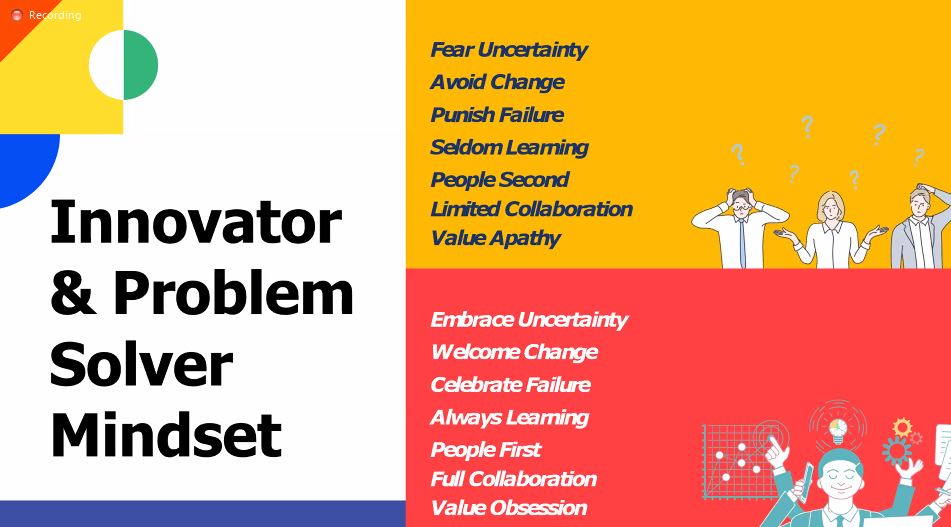 Recording
Innovator
& Problem
Solver
Mindset
Fear Uncertainty
Avoid Change
Punish Failure
Seldom Learning
People Second
Limited Collaboration
Value Apathy
? ? ? ? ? ?
Embrace Uncertainty
Welcome Change
Celebrate Failure
Always Learning
People First
Full Collaboration
Value Obsession